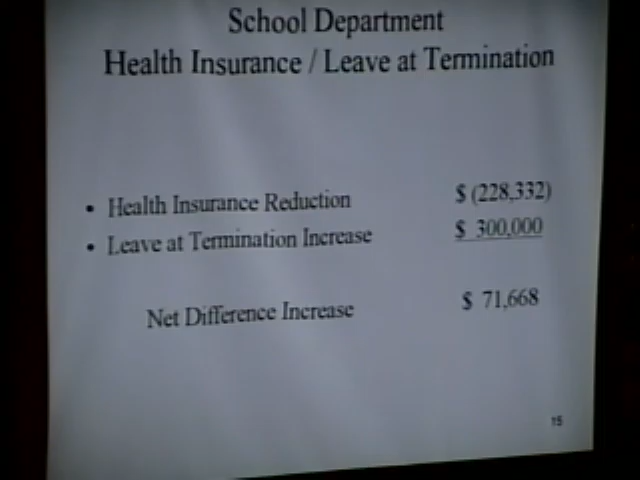 School Department
Health Insurance / Leave at Termination
• Health Insurance Reduction $ (228,332)
• Leave at Termination Increase $ 300,000
Net Difference Increase $ 71,668
15